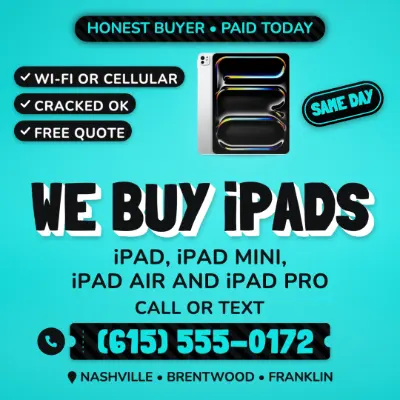 HONEST BUYER • PAID TODAY
✓ WI-FI OR CELLULAR
✓ CRACKED OK
✓ FREE QUOTE
SAME DAY
WE BUY iPADS
iPAD, iPAD MINI,
iPAD AIR AND iPAD PRO
CALL OR TEXT
(615) 555-0172
NASHVILLE • BRENTWOOD • FRANKLIN